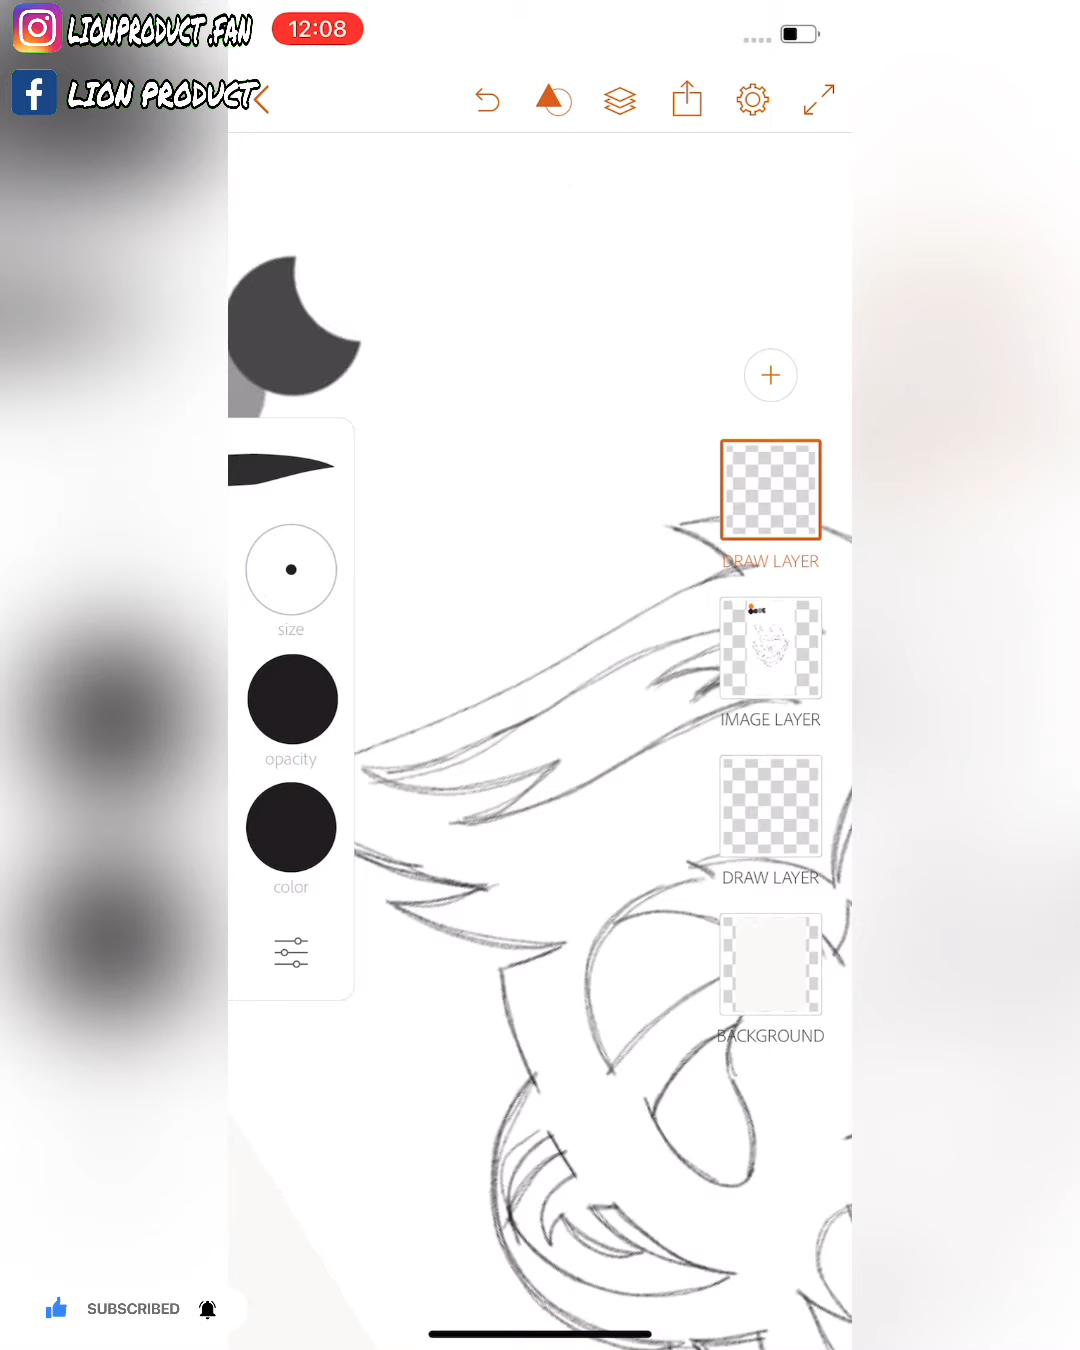 LIONPRODUCT .FAN
12:08
LION PRODUCT
DRAW LAYER
size
IMAGE LAYER
opacity
DRAW LAYER
color
BACKGROUND
SUBSCRIBED